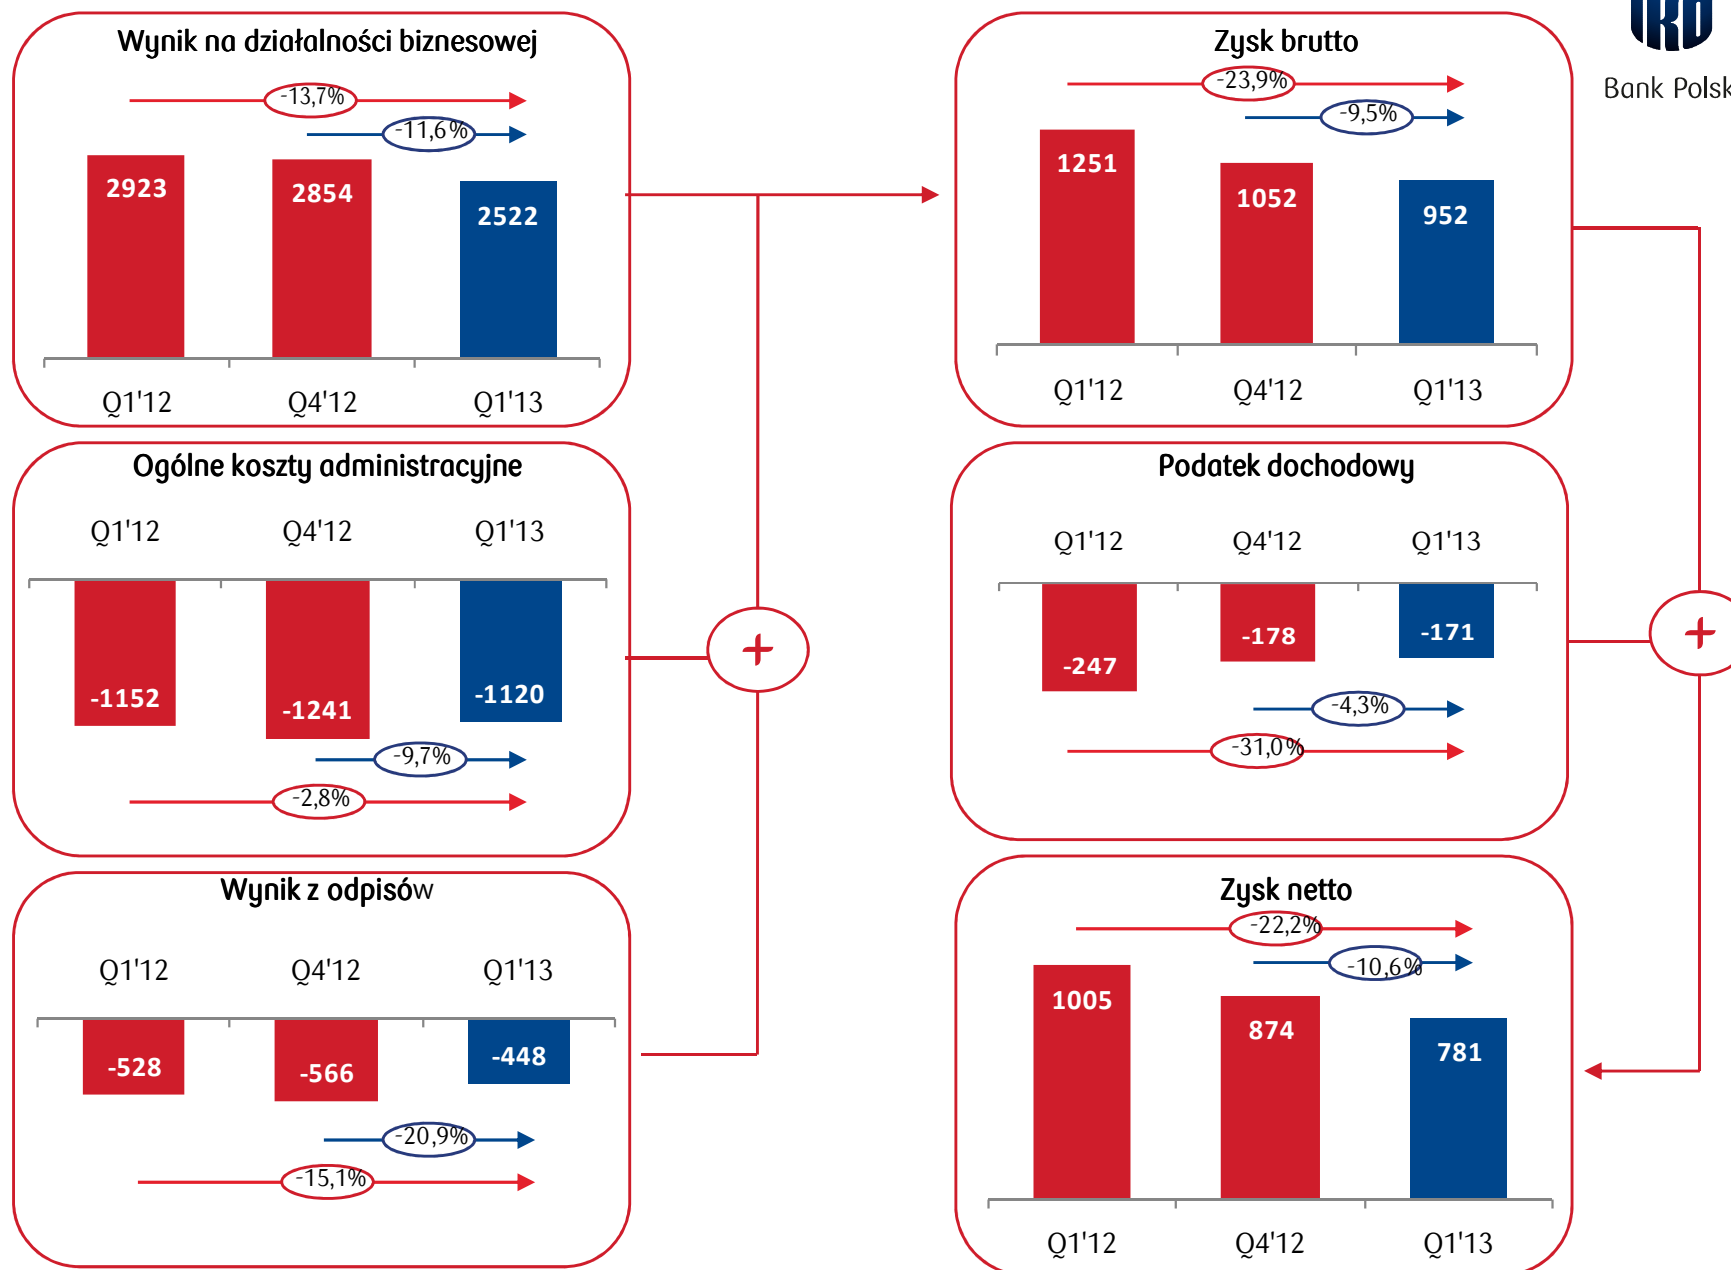 Wynik na działalności biznesowej
-13,7%
-11,6%
2923
2854
2522
Q1'12
Q4'12
Q1'13
Ogólne koszty administracyjne
Q1'12
Q4'12
Q1'13
-1152
-1241
-1120
-9,7%
-2,8%
Wynik z odpisów
Q1'12
Q4'12
Q1'13
-528
-566
-448
-20,9%
-15,1%
+
Zysk brutto
-23,9%
-9,5%
1251
1052
952
Q1'12
Q4'12
Q1'13
Podatek dochodowy
Q1'12
Q4'12
Q1'13
-247
-178
-171
-4,3%
-31,0%
Zysk netto
-22,2%
-10,6%
1005
874
781
Q1'12
Q4'12
Q1'13
+
Bank Polsk